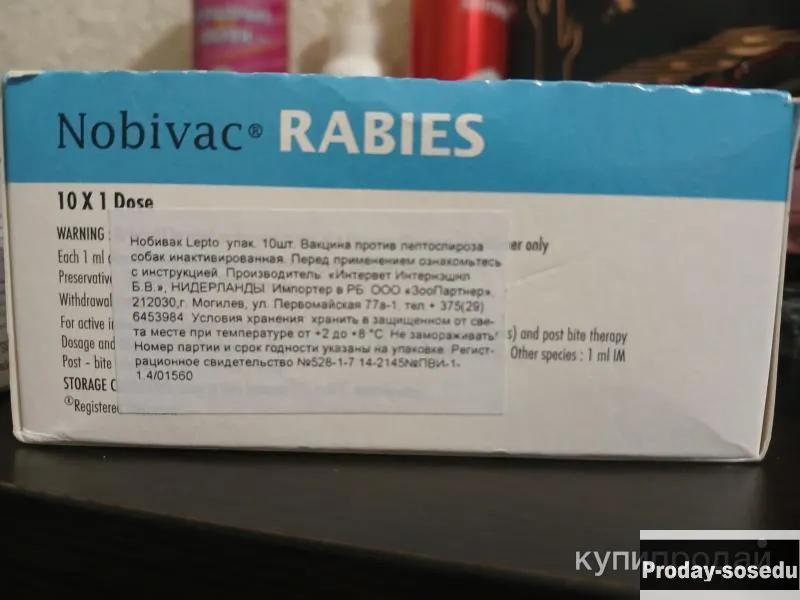 Nobivac® RABIES
10 X 1 Dose
WARNING : er only
Each 1 ml
Preservativ
Withdrawal
For active i s) and post bite therapy
Dosage and Other species : 1 ml IM
Post - bite
STORAGE C
®Registere
Нобивак Lepto упак. 10шт. Вакцина против лептоспироза
собак инактивированная. Перед применением ознакомьтесь
с инструкцией. Производитель: «Интервет Интернэшнл
Б.В.», НИДЕРЛАНДЫ. Импортер в РБ ООО «ЗооПартнер»,
212030,г. Могилев, ул. Первомайская 77а-1, тел + 375(29)
6453984 Условия хранения: хранить в защищенном от све-
та месте при температуре от +2 до +8 °С. Не замораживать!
Номер партии и срок годности указаны на упаковке. Регист-
рационное свидетельство №528-1-7 14-2145№ПВИ-1-
1.4/01560
купипродай
Proday-sosedu